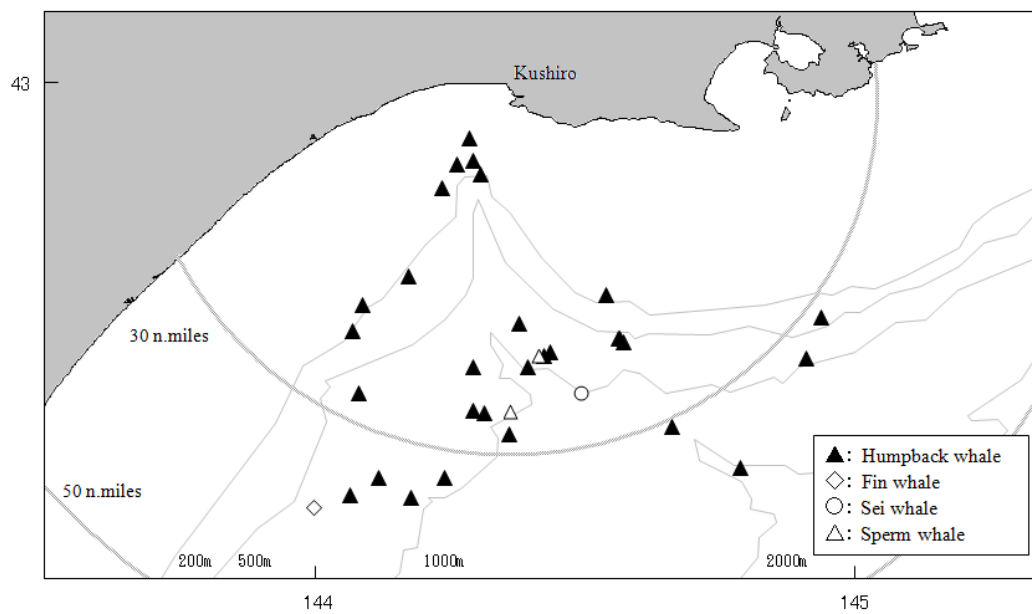 43
Kushiro
30 n.miles
50 n.miles
: Humpback whale
: Fin whale
: Sei whale
: Sperm whale
200m 500m 1000m 2000m
144 145